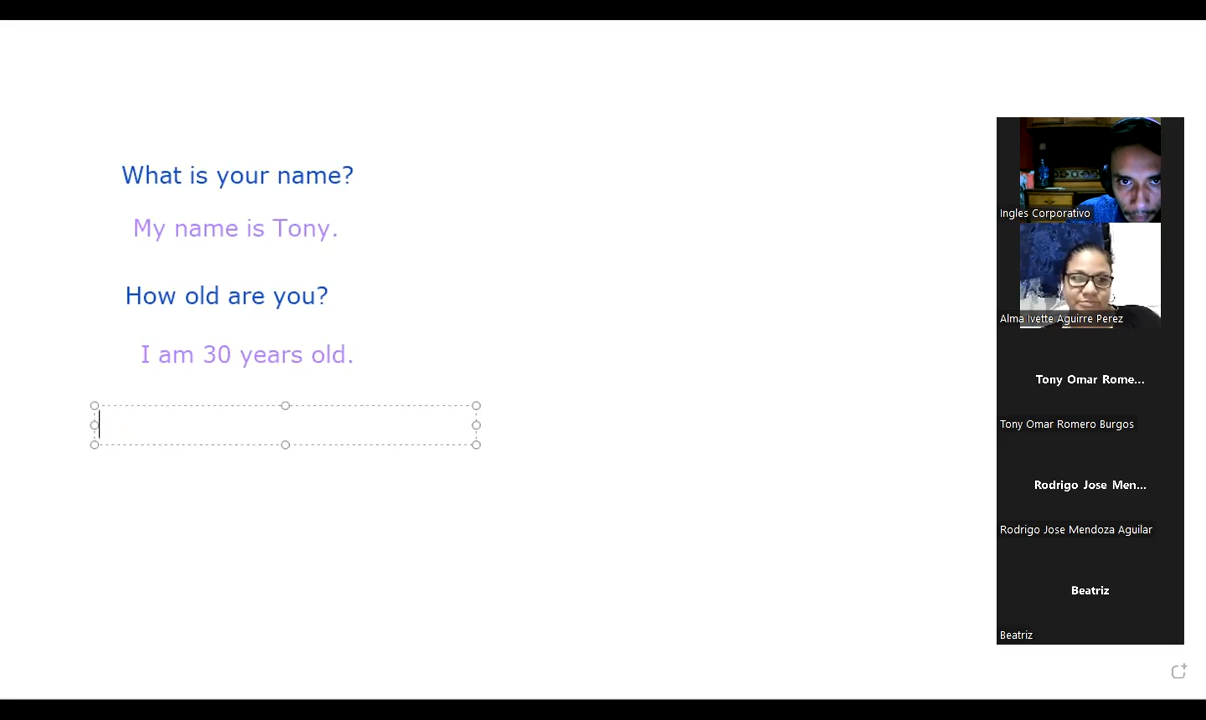 What is your name?
My name is Tony.
How old are you?
I am 30 years old.
Ingles Corporativo
Alma Ivette Aguirre Perez
Tony Omar Rome...
Tony Omar Romero Burgos
Rodrigo Jose Men...
Rodrigo Jose Mendoza Aguilar
Beatriz
Beatriz